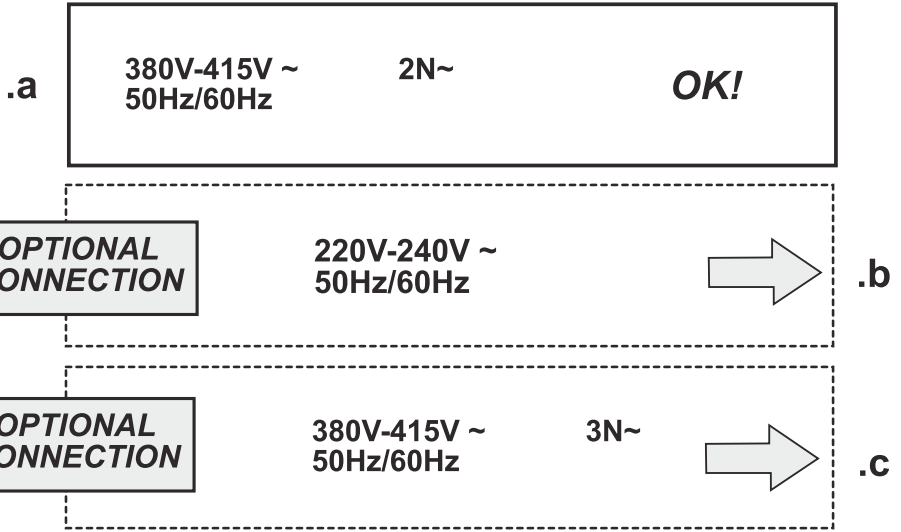 .a
380V-415V ~ 2N~
50Hz/60Hz
OK!
OPTIONAL
ONNECTION
220V-240V ~
50Hz/60Hz
.b
OPTIONAL
ONNECTION
380V-415V ~ 3N~
50Hz/60Hz
.c